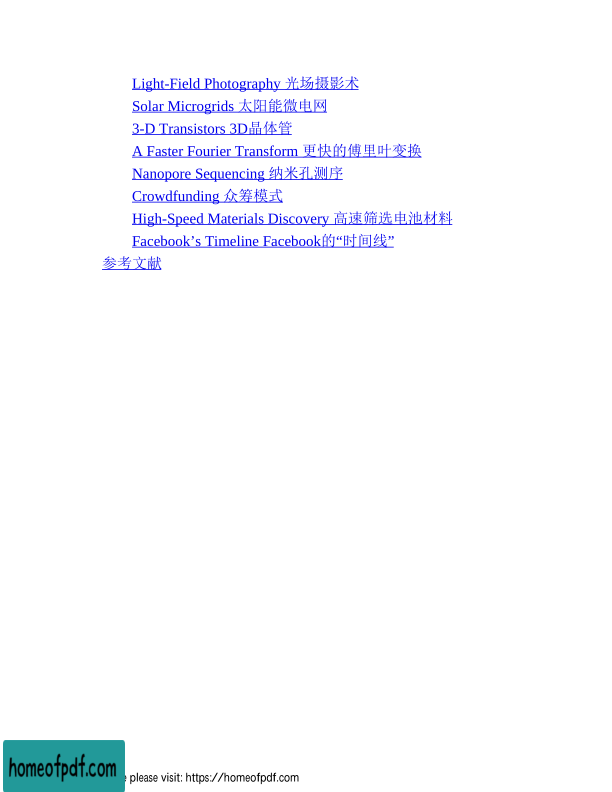 Light-Field Photography 光场摄影术
Solar Microgrids 太阳能微电网
3-D Transistors 3D晶体管
A Faster Fourier Transform 更快的傅里叶变换
Nanopore Sequencing 纳米孔测序
Crowdfunding 众筹模式
High-Speed Materials Discovery 高速筛选电池材料
Facebook’s Timeline Facebook的“时间线”
参考文献
homeofpdf.com
please visit: https://homeofpdf.com